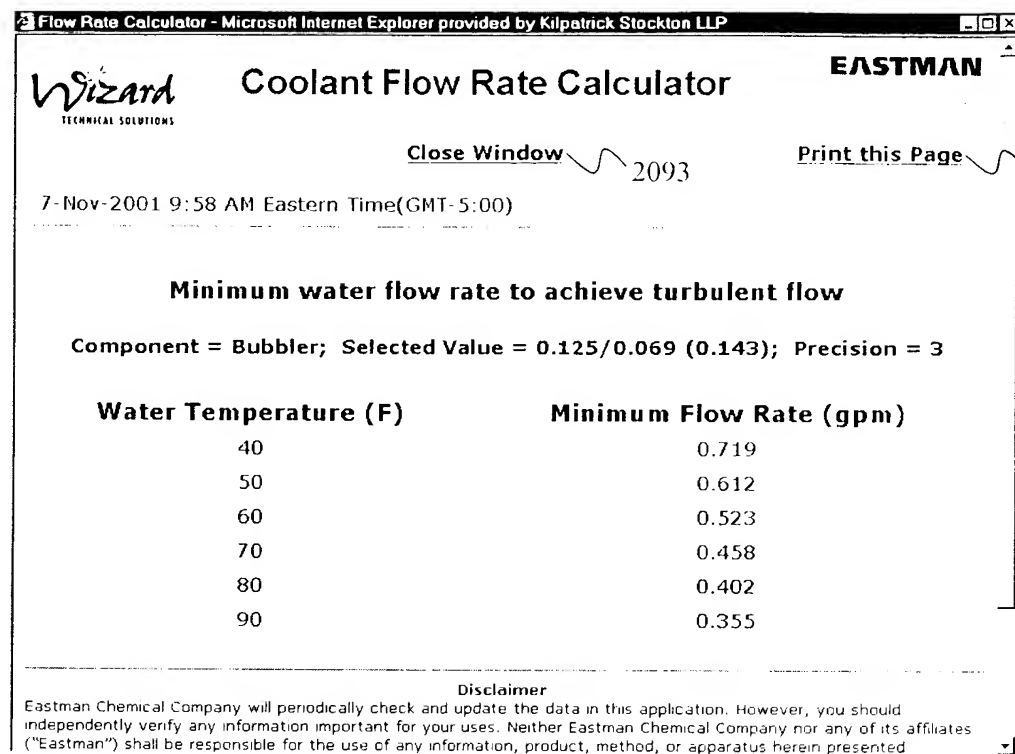 Flow Rate Calculator - Microsoft Internet Explorer provided by Kilpatrick Stockton LLP
Wizard
TECHNICAL SOLUTIONS
Coolant Flow Rate Calculator
EASTMAN
Close Window
2093
Print this Page
7-Nov-2001 9:58 AM Eastern Time(GMT-5:00)
Minimum water flow rate to achieve turbulent flow
Component = Bubbler; Selected Value = 0.125/0.069 (0.143); Precision = 3
Water Temperature (F) Minimum Flow Rate (gpm)
40 0.719
50 0.612
60 0.523
70 0.458
80 0.402
90 0.355
Disclaimer
Eastman Chemical Company will periodically check and update the data in this application. However, you should
independently verify any information important for your uses. Neither Eastman Chemical Company nor any of its affiliates
("Eastman") shall be responsible for the use of any information, product, method, or apparatus herein presented